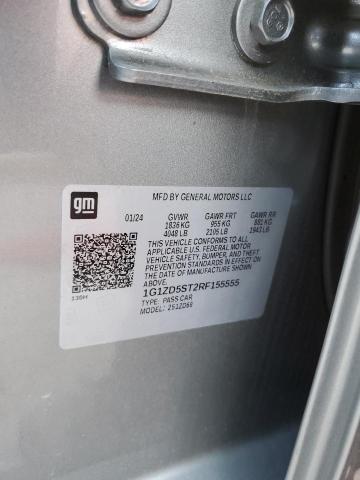 gm
MFD BY GENERAL MOTORS LLC
01/24 GVWR GAWR FRT GAWR RR
1836 KG 955 KG 881 KG
4048 LB 2105 LB 1943 LB
THIS VEHICLE CONFORMS TO ALL
APPLICABLE U.S. FEDERAL MOTOR
VEHICLE SAFETY, BUMPER, AND THEFT
PREVENTION STANDARDS IN EFFECT ON
THE DATE OF MANUFACTURE SHOWN
ABOVE.
1G1ZD5ST2RF155555
TYPE: PASS CAR
MODEL: 251ZD69
136H